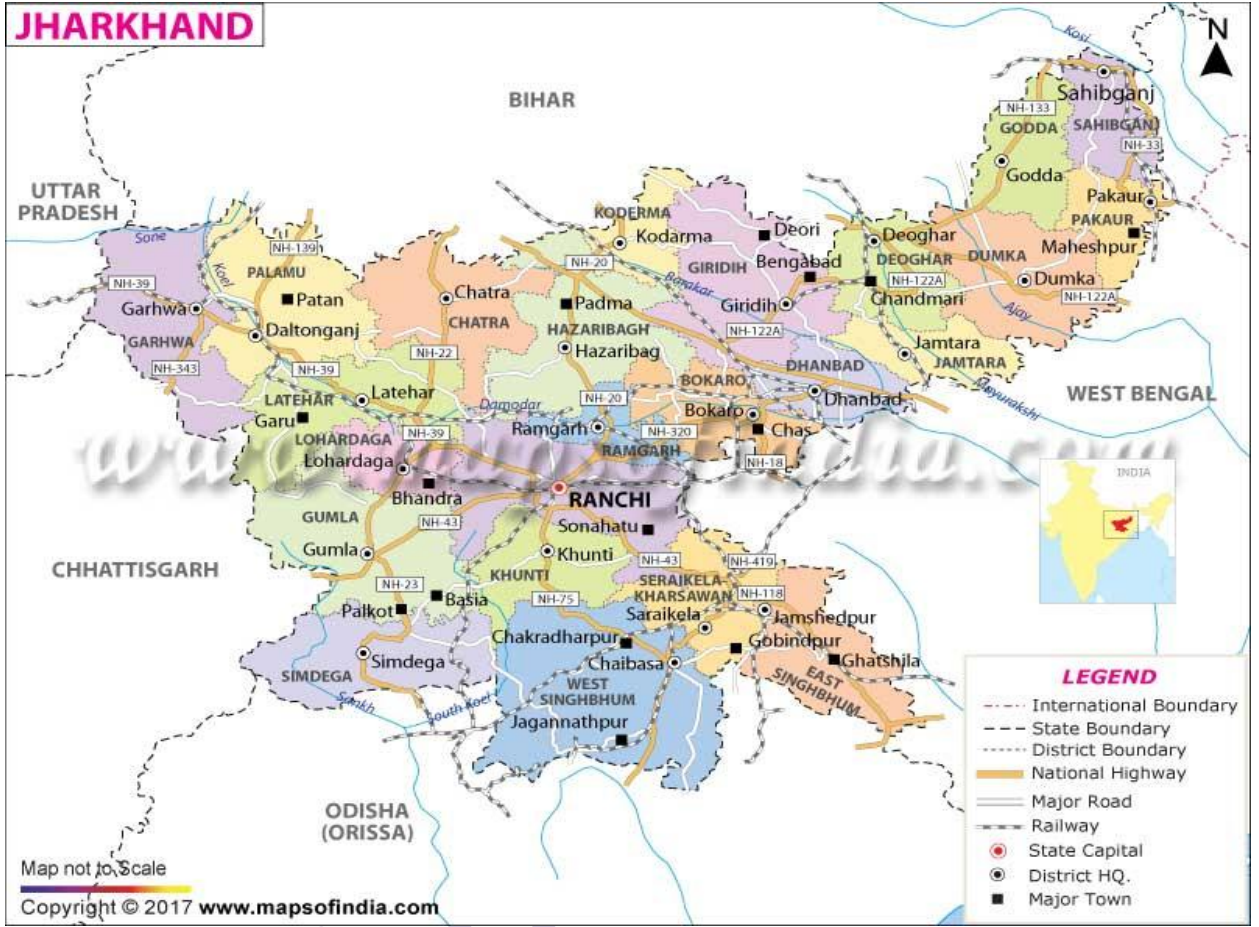 JHARKHAND
N
Kosi
BIHAR
Sahibganj
NH-133
GODDA
SAHIBGANJ
NH-33
UTTAR
PRADESH
Godda
Pakaur
KODERMA
PAKAUR
Sone
Kodarma
Deori
Deoghar
Maheshpur
NH-139
Koel
PALAMU
NH-20
GIRIDIH
Bengabad
DEOGHAR
DUMKA
NH-39
Barakar
NH-122A
Dumka
Patan
Chatra
Padma
Giridih
Chandmari
NH-122A
Garhwa
CHATRA
HAZARIBAGH
NH-122A
Ajay
Daltonganj
Hazaribag
Jamtara
GARHWA
NH-22
DHANBAD
JAMTARA
NH-343
NH-39
BOKARO
LATEHAR
Latehar
Damodar
NH-20
Dhanbad
WEST BENGAL
Garu
Bokaro
Ramgarh
NH-320
Chas
LOHARDAGA
NH-39
RAMGARH
www.mapsofindia.com
Lohardaga
NH-18
INDIA
Bhandra
RANCHI
GUMLA
NH-43
Sonahatu
Gumla
Khunti
NH-43
NH-419
CHHATTISGARH
KHUNTI
SERAIKELA-
KHARSAWAN
NH-23
Basia
NH-75
NH-118
Palkot
Saraikela
Jamshedpur
Chakradharpur
Gobindpur
Simdega
Chaibasa
Ghatshila
SIMDEGA
WEST
SINGHBHUM
EAST
SINGHBHUM
Sankh
South Koel
Jagannathpur
ODISHA
(ORISSA)
LEGEND
International Boundary
State Boundary
District Boundary
National Highway
Major Road
Railway
State Capital
District HQ.
Major Town
Map not to Scale
Copyright © 2017 www.mapsofindia.com